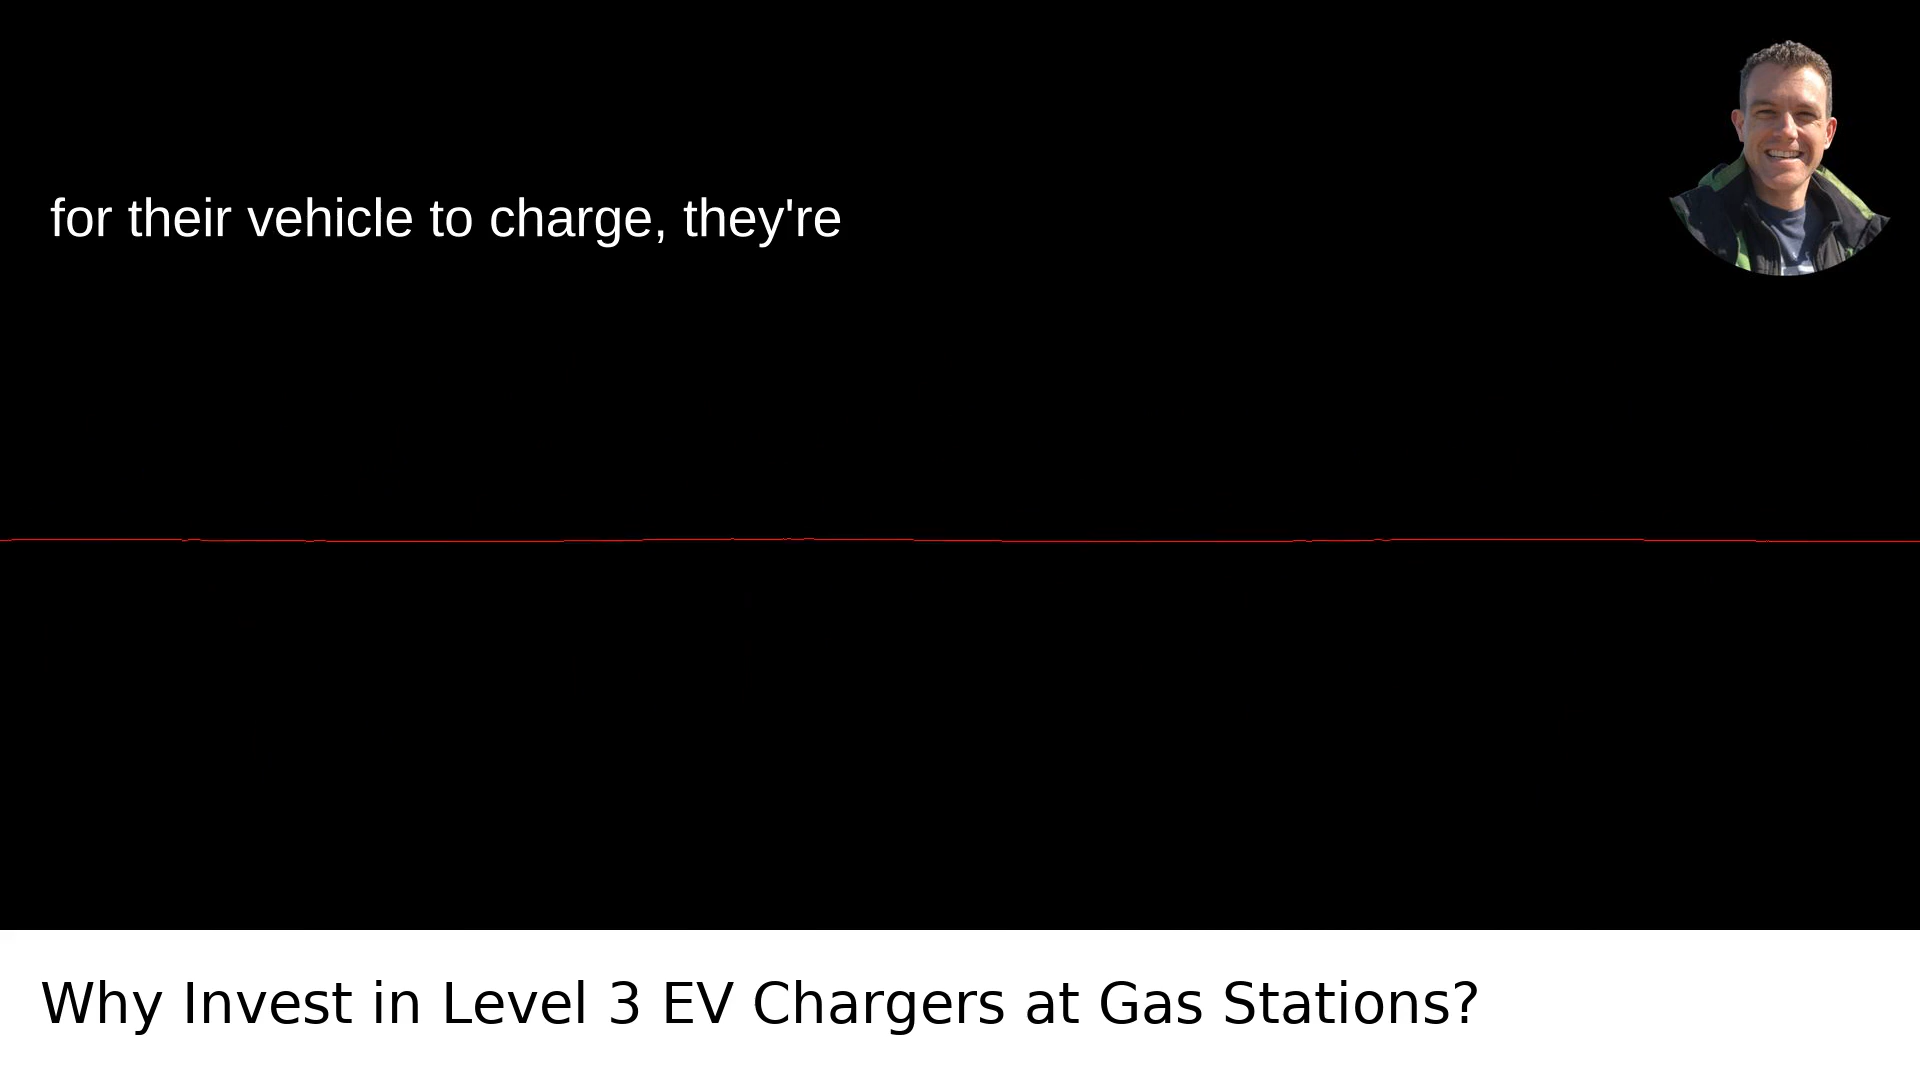 for their vehicle to charge, they're
Why Invest in Level 3 EV Chargers at Gas Stations?